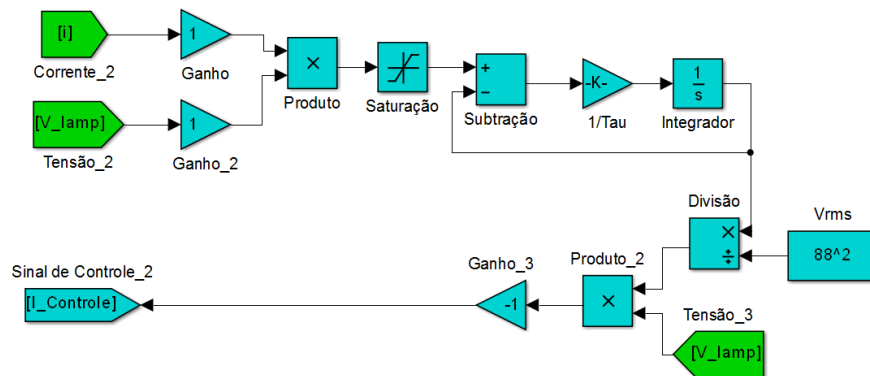 [i]
Corrente_2
1
Ganho
[V_lamp]
Tensão_2
1
Ganho_2
×
Produto
Saturação
+
−
Subtração
-K-
1/Tau
1
s
Integrador
Divisão
×
÷
Vrms
88^2
Produto_2
×
Tensão_3
[V_lamp]
Ganho_3
-1
Sinal de Controle_2
[I_Controle]